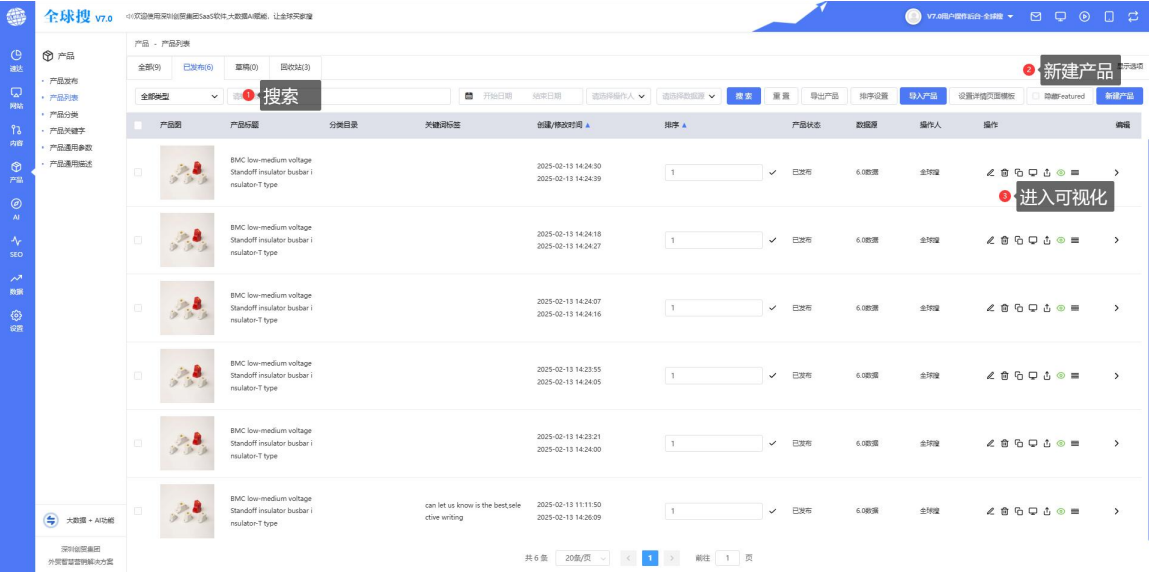 全球搜 V7.0
欢迎使用深圳创贸集团SaaS软件,大数据AI赋能，让全球买家撞
V7.0用户操作后台-全球搜
速达
网站
内容
产品
AI
SEO
数据
设置
产品
产品发布
产品列表
产品分类
产品关键字
产品通用参数
产品通用描述
大数据 + AI功能
深圳创贸集团
外贸智慧营销解决方案
产品 - 产品列表
全部(9) 已发布(6) 草稿(0) 回收站(3)
显示选项
2 新建产品
全部类型
1 搜索
开始日期 结束日期 请选择操作人 请选择数据源 搜索 重置 导出产品 排序设置 导入产品 设置详情页面模板 隐藏Featured 新建产品
产品图 产品标题 分类目录 关键词标签 创建/修改时间 排序 产品状态 数据源 操作人 操作 编辑
BMC low-medium voltage
Standoff insulator busbar i
nsulator-T type
2025-02-13 14:24:30
2025-02-13 14:24:39
1 已发布 6.0数据 全球搜
3 进入可视化
BMC low-medium voltage
Standoff insulator busbar i
nsulator-T type
2025-02-13 14:24:18
2025-02-13 14:24:27
1 已发布 6.0数据 全球搜
BMC low-medium voltage
Standoff insulator busbar i
nsulator-T type
2025-02-13 14:24:07
2025-02-13 14:24:16
1 已发布 6.0数据 全球搜
BMC low-medium voltage
Standoff insulator busbar i
nsulator-T type
2025-02-13 14:23:55
2025-02-13 14:24:05
1 已发布 6.0数据 全球搜
BMC low-medium voltage
Standoff insulator busbar i
nsulator-T type
2025-02-13 14:23:21
2025-02-13 14:24:00
1 已发布 6.0数据 全球搜
BMC low-medium voltage
Standoff insulator busbar i
nsulator-T type
can let us know is the best,sele
ctive writing
2025-02-13 11:11:50
2025-02-13 14:26:09
1 已发布 6.0数据 全球搜
共 6 条 20条/页 1 前往 1 页